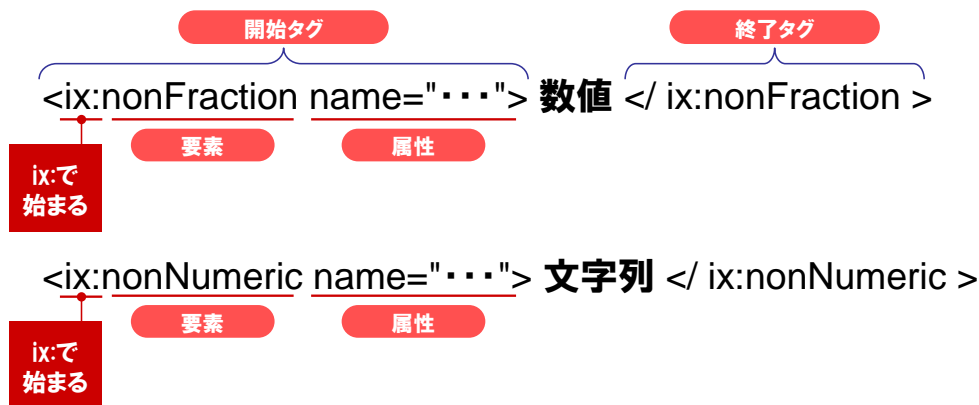 開始タグ 終了タグ
<ix:nonFraction name="･･･"> 数値 </ ix:nonFraction >
要素 属性
ix:で
始まる
<ix:nonNumeric name="･･･"> 文字列 </ ix:nonNumeric >
要素 属性
ix:で
始まる